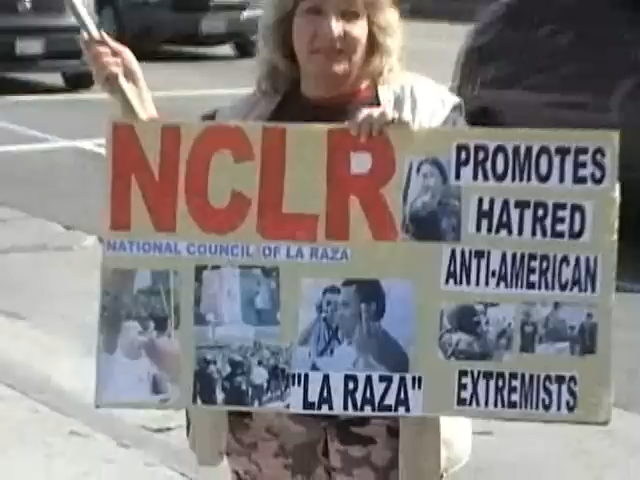 NCLR
NATIONAL COUNCIL OF LA RAZA
PROMOTES
HATRED
ANTI-AMERICAN
"LA RAZA"
EXTREMISTS